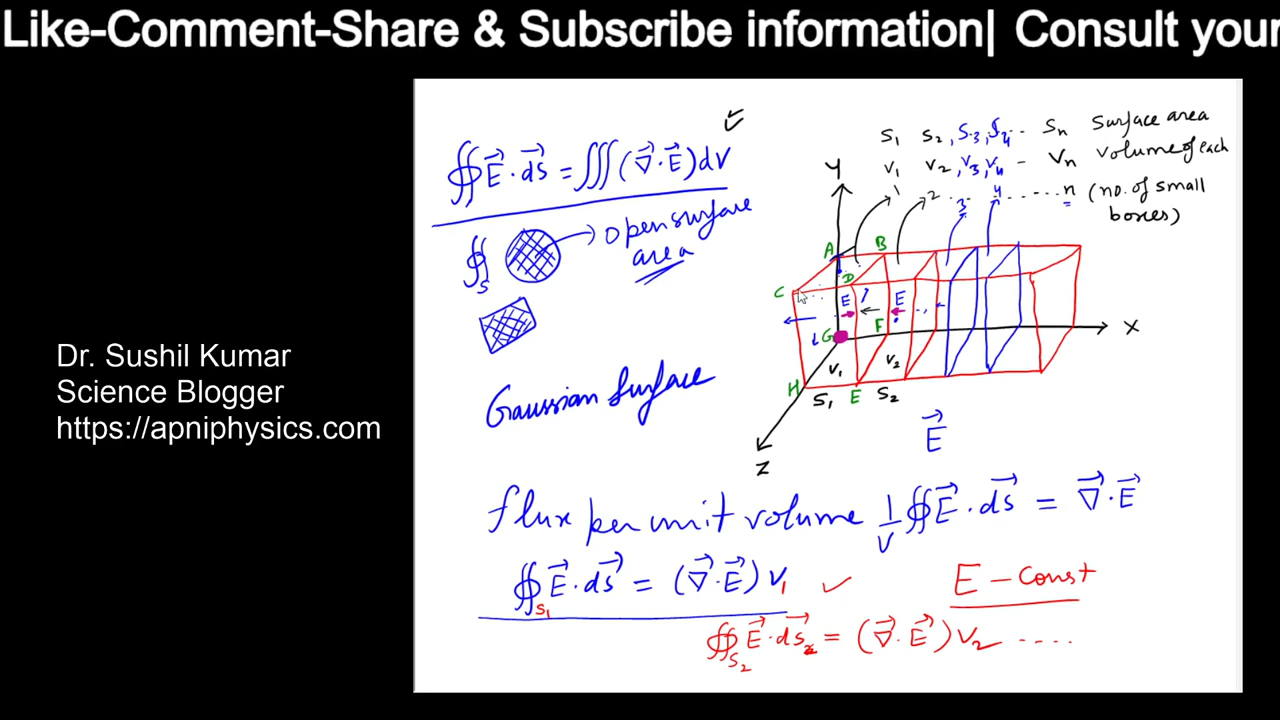 Like-Comment-Share & Subscribe information| Consult your
Dr. Sushil Kumar
Science Blogger
https://apniphysics.com
∯ E⃗ · ds⃗ = ∭ (∇⃗ · E⃗) dV
∯ S
Open surface
area
Gaussian Surface
S1 S2, S3, S4 .. Sn Surface area
V1 V2, V3, V4 - Vn volume of each
1 2 .. 3 4 ..... n (no. of small
boxes)
Y
A B
C D
E E
G F
X
V1 V2
H E
S1 S2
Z
E⃗
flux per unit volume 1/V ∯ E⃗ · ds⃗ = ∇⃗ · E⃗
∯ S1 E⃗ · ds⃗ = (∇⃗ · E⃗) V1 ✓
E - Const
∯ S2 E⃗ · ds⃗2 = (∇⃗ · E⃗) V2 ....